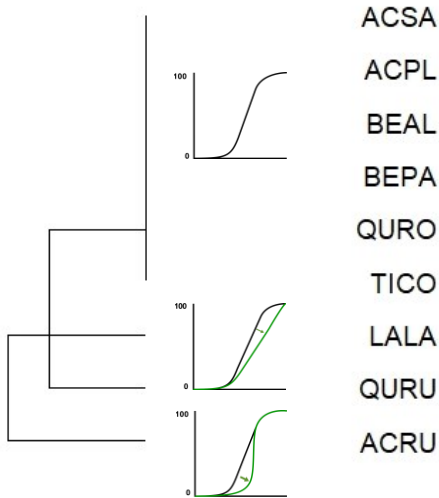 ACSA
ACPL
100
BEAL
0
BEPA
QURO
TICO
100
LALA
0
QURU
100
ACRU
0